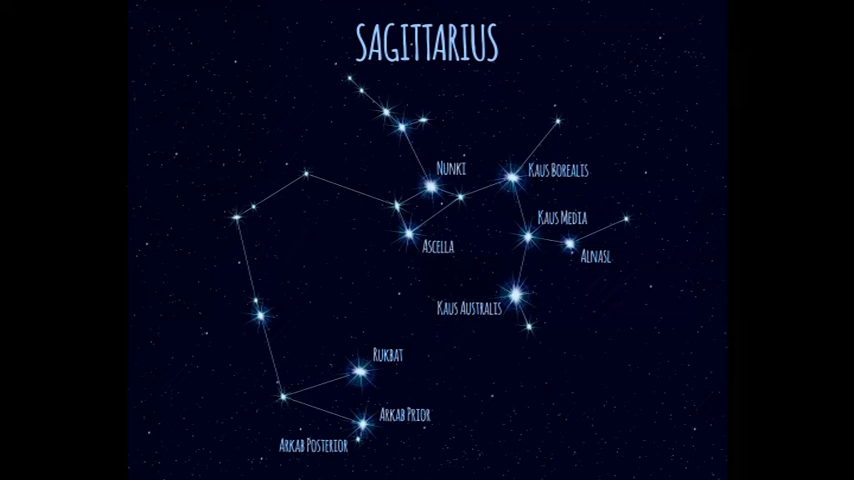 SAGITTARIUS
NUNKI
KAUS BOREALIS
KAUS MEDIA
ASCELLA
ALNASL
KAUS AUSTRALIS
RUKBAT
ARKAB PRIOR
ARKAB POSTERIOR